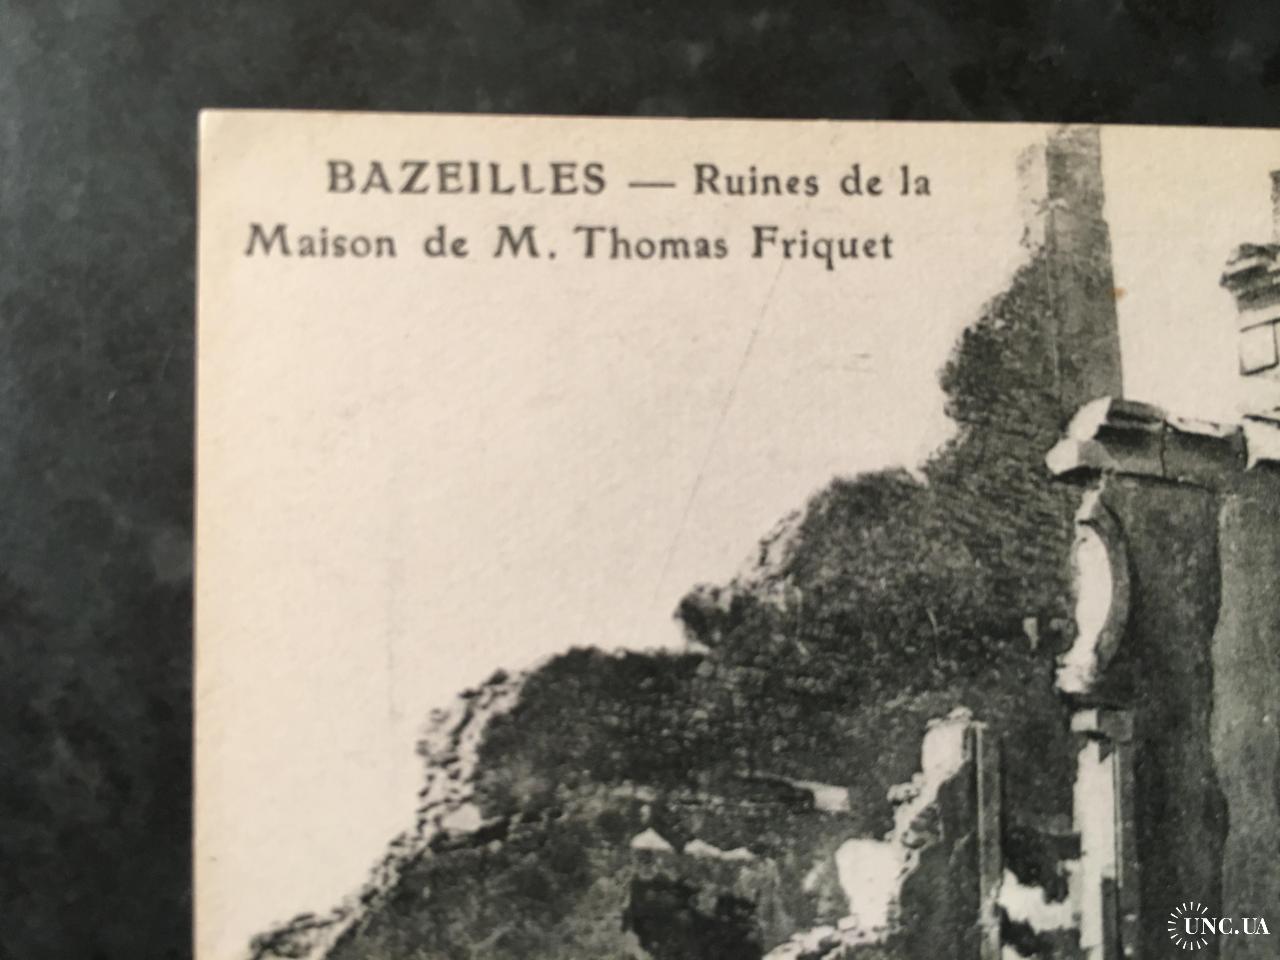 BAZEILLES — Ruines de la
Maison de M. Thomas Friquet
UNC.UA